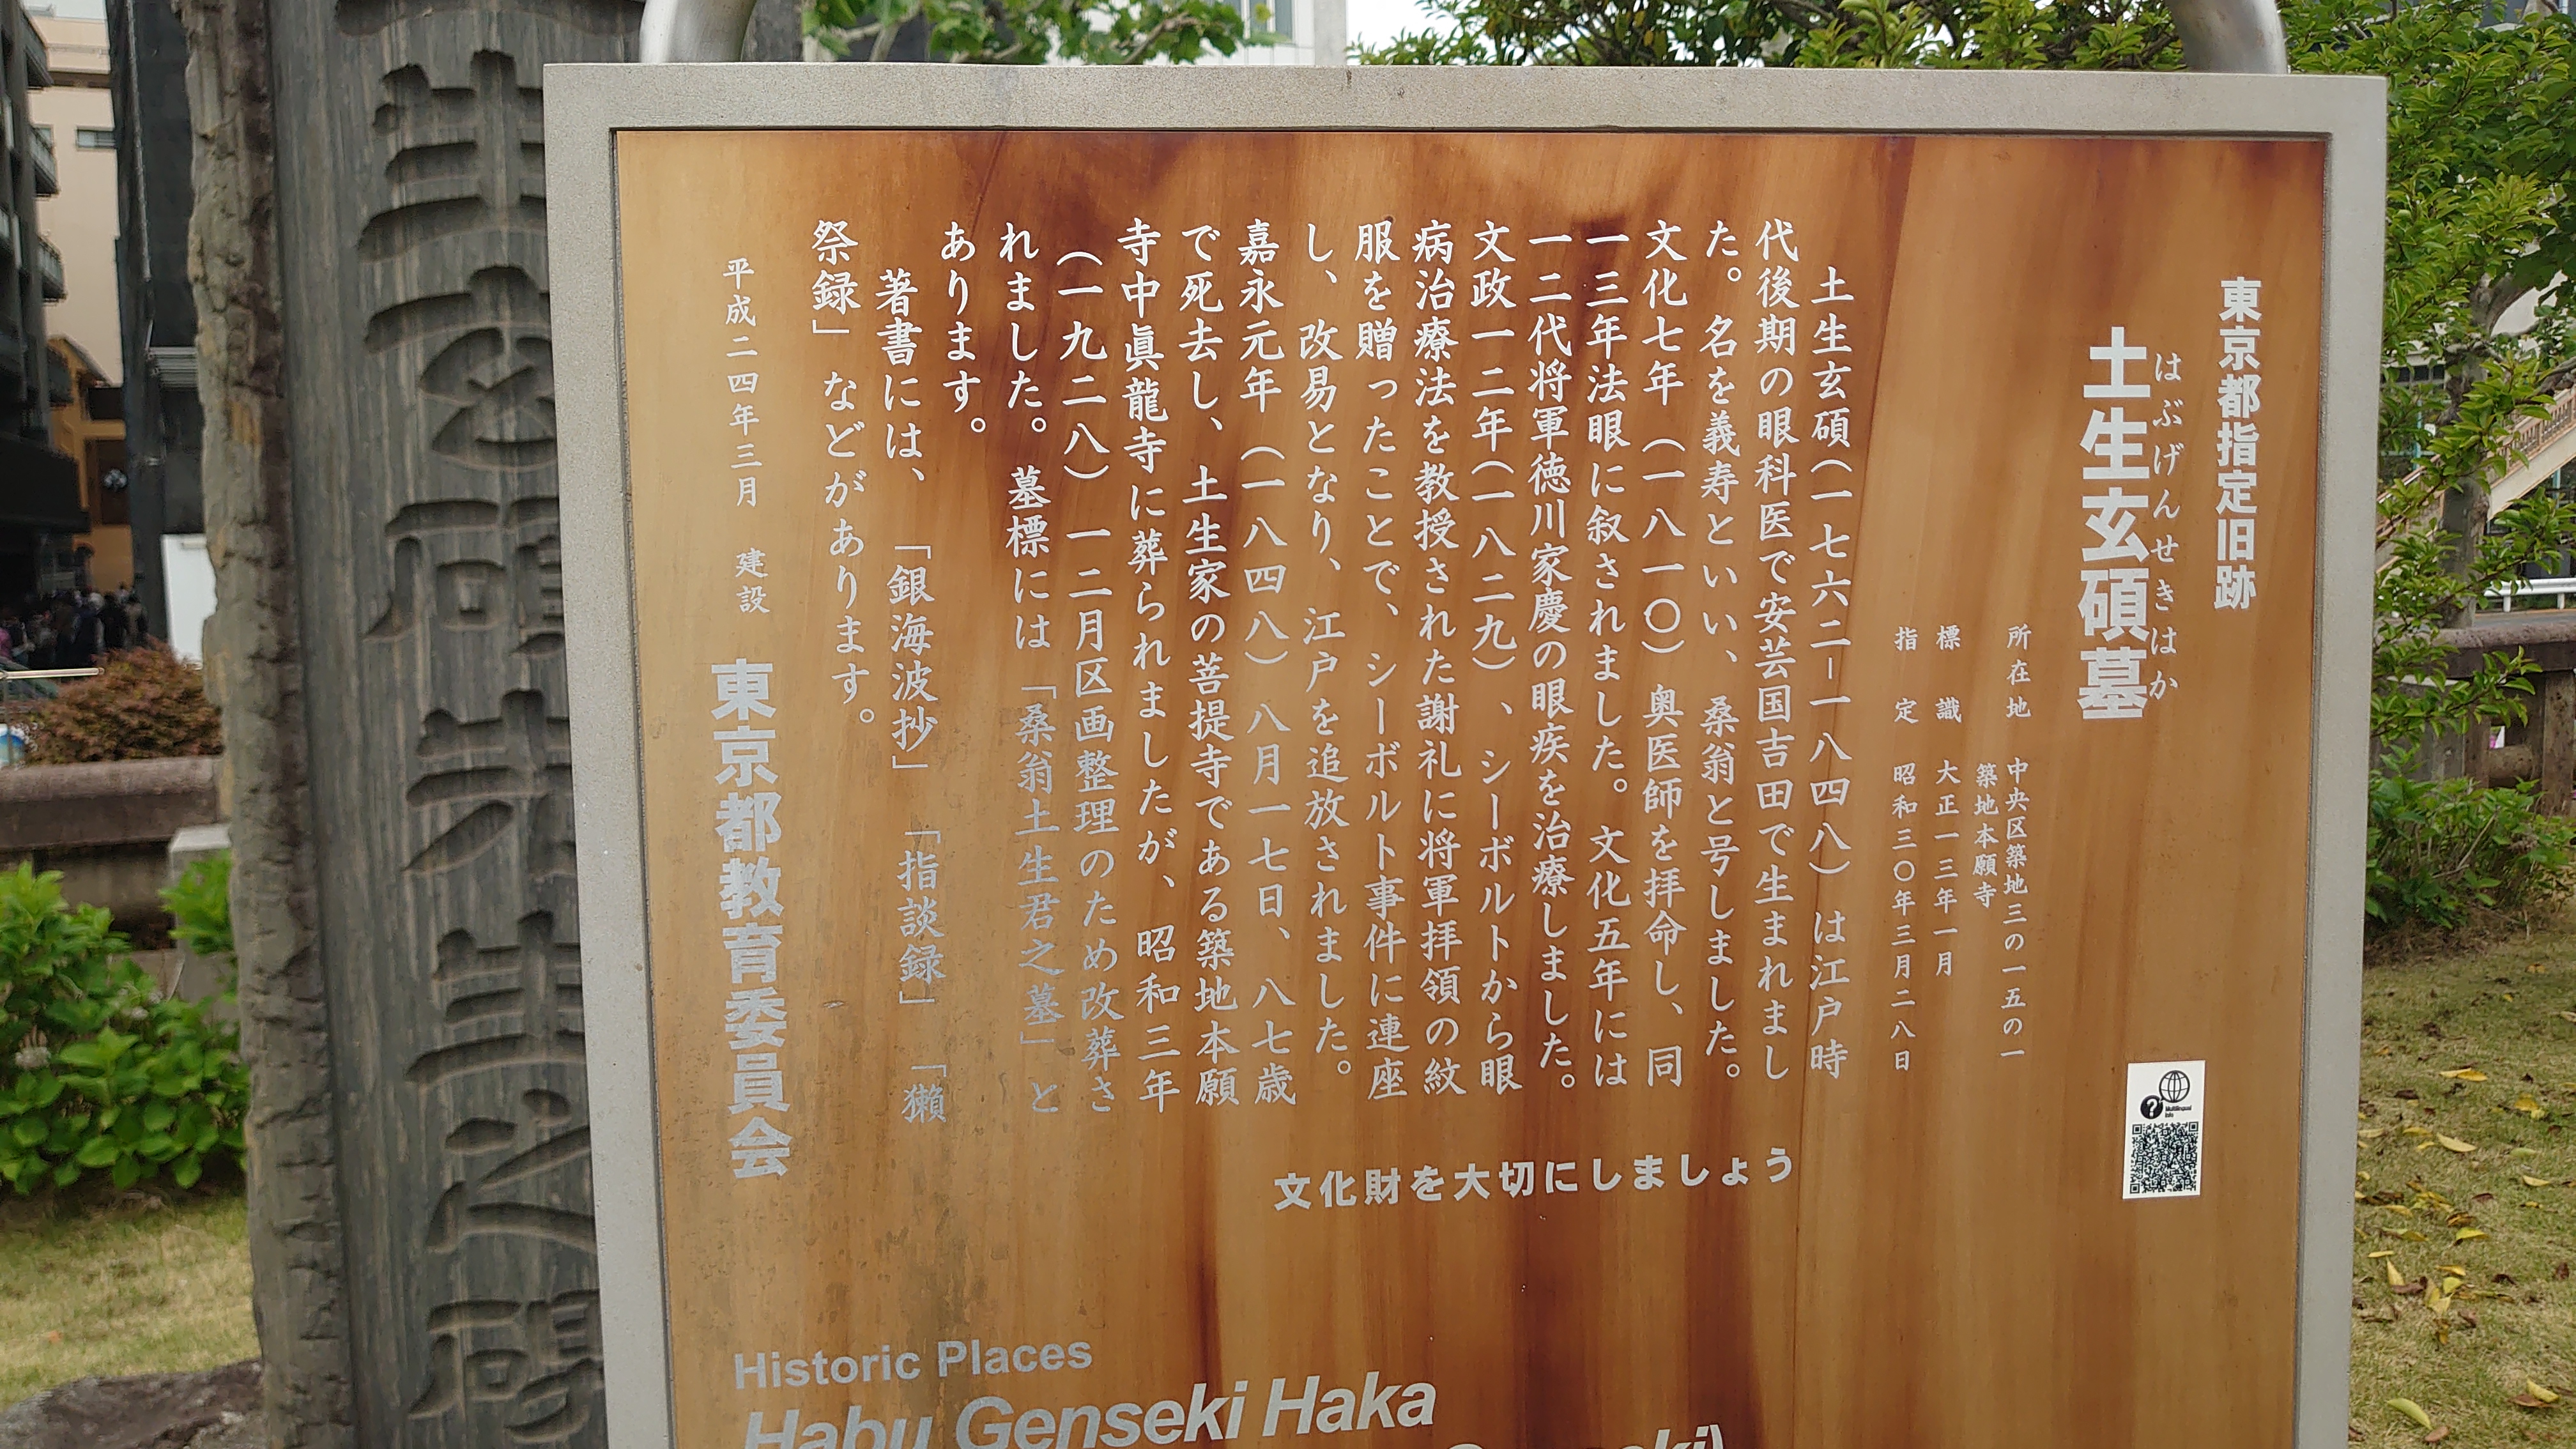 東京都指定旧跡
土生玄碩墓
はぶげんせきはか
所在地 中央区築地三の一五の一
築地本願寺
標識 大正一三年一月
指定 昭和三〇年三月二八日
土生玄碩(一七六二-一八四八)は江戸時
代後期の眼科医で安芸国吉田で生まれまし
た。名を義寿といい、桑翁と号しました。
文化七年(一八一〇)奥医師を拝命し、同
一三年法眼に叙されました。文化五年には
一二代将軍徳川家慶の眼疾を治療しました。
文政一二年(一八二九)、シーボルトから眼
病治療法を教授された謝礼に将軍拝領の紋
服を贈ったことで、シーボルト事件に連座
し、改易となり、江戸を追放されました。
嘉永元年(一八四八)八月一七日、八七歳
で死去し、土生家の菩提寺である築地本願
寺中眞龍寺に葬られましたが、昭和三年
(一九二八)一二月区画整理のため改葬さ
れました。墓標には「桑翁土生君之墓」と
あります。
著書には、「銀海波抄」「指談録」「獺
祭録」などがあります。
平成二四年三月 建設
東京都教育委員会
文化財を大切にしましょう
Multilingual
Info
Historic Places
Habu Genseki Haka